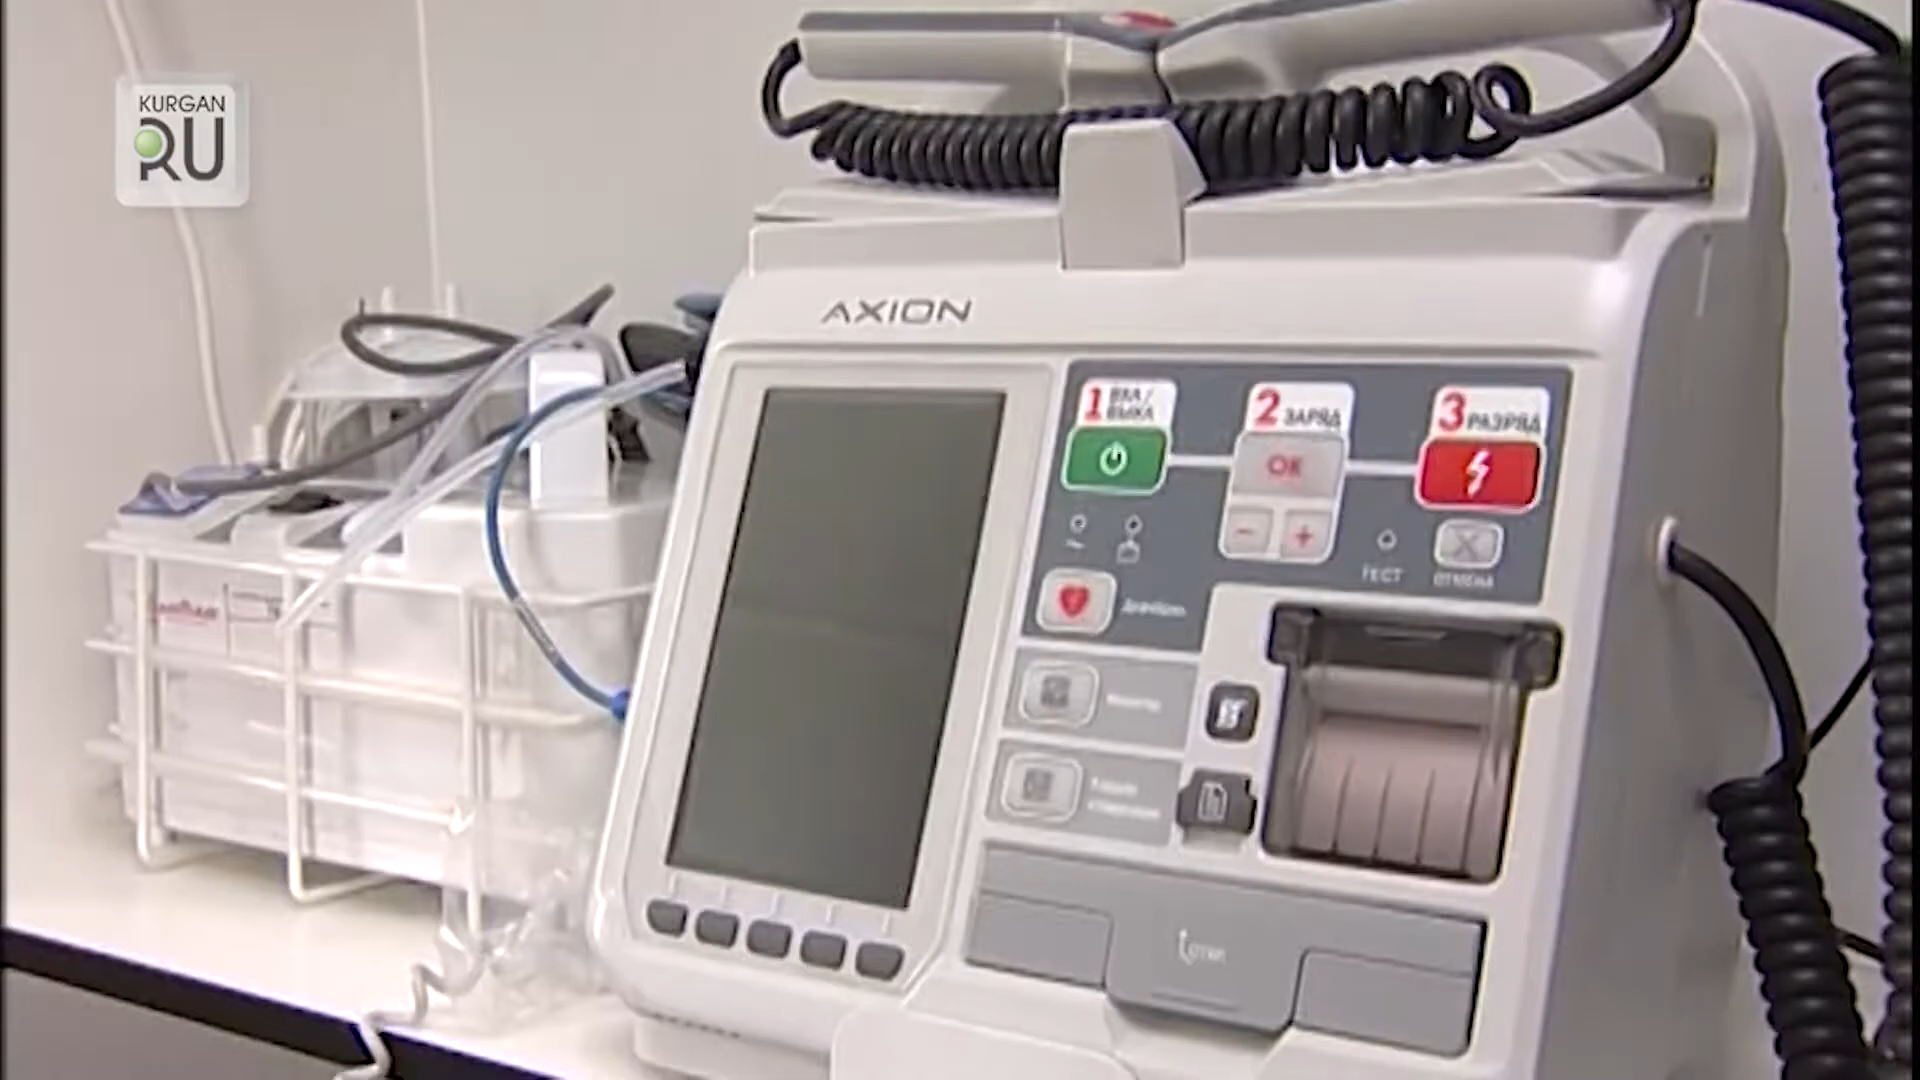 KURGAN
RU
AXION
1 ВКЛ/
ВЫКЛ
2 ЗАРЯД
3 РАЗРЯД
OK
− +
ТЕСТ
ОТМЕНА